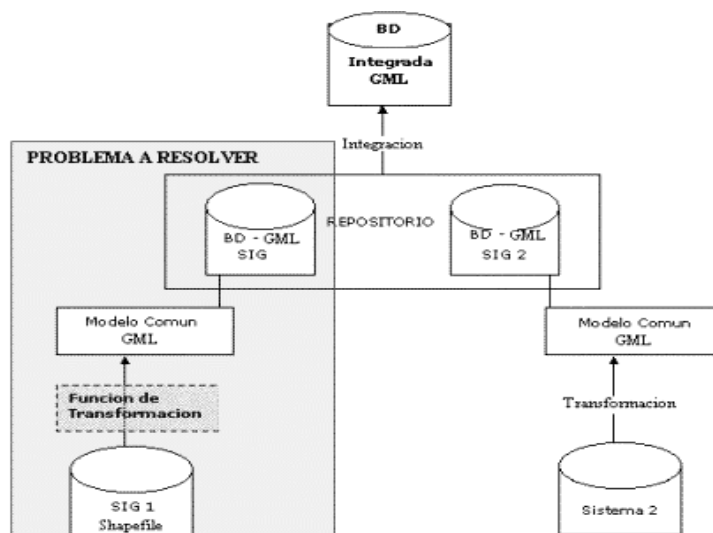 BD
Integrada
GML
Integracion
PROBLEMA A RESOLVER
REPOSITORIO
BD - GML
SIG
BD - GML
SIG 2
Modelo Comun
GML
Modelo Comun
GML
Funcion de
Transformacion
Transformacion
SIG 1
Shapefile
Sistema 2